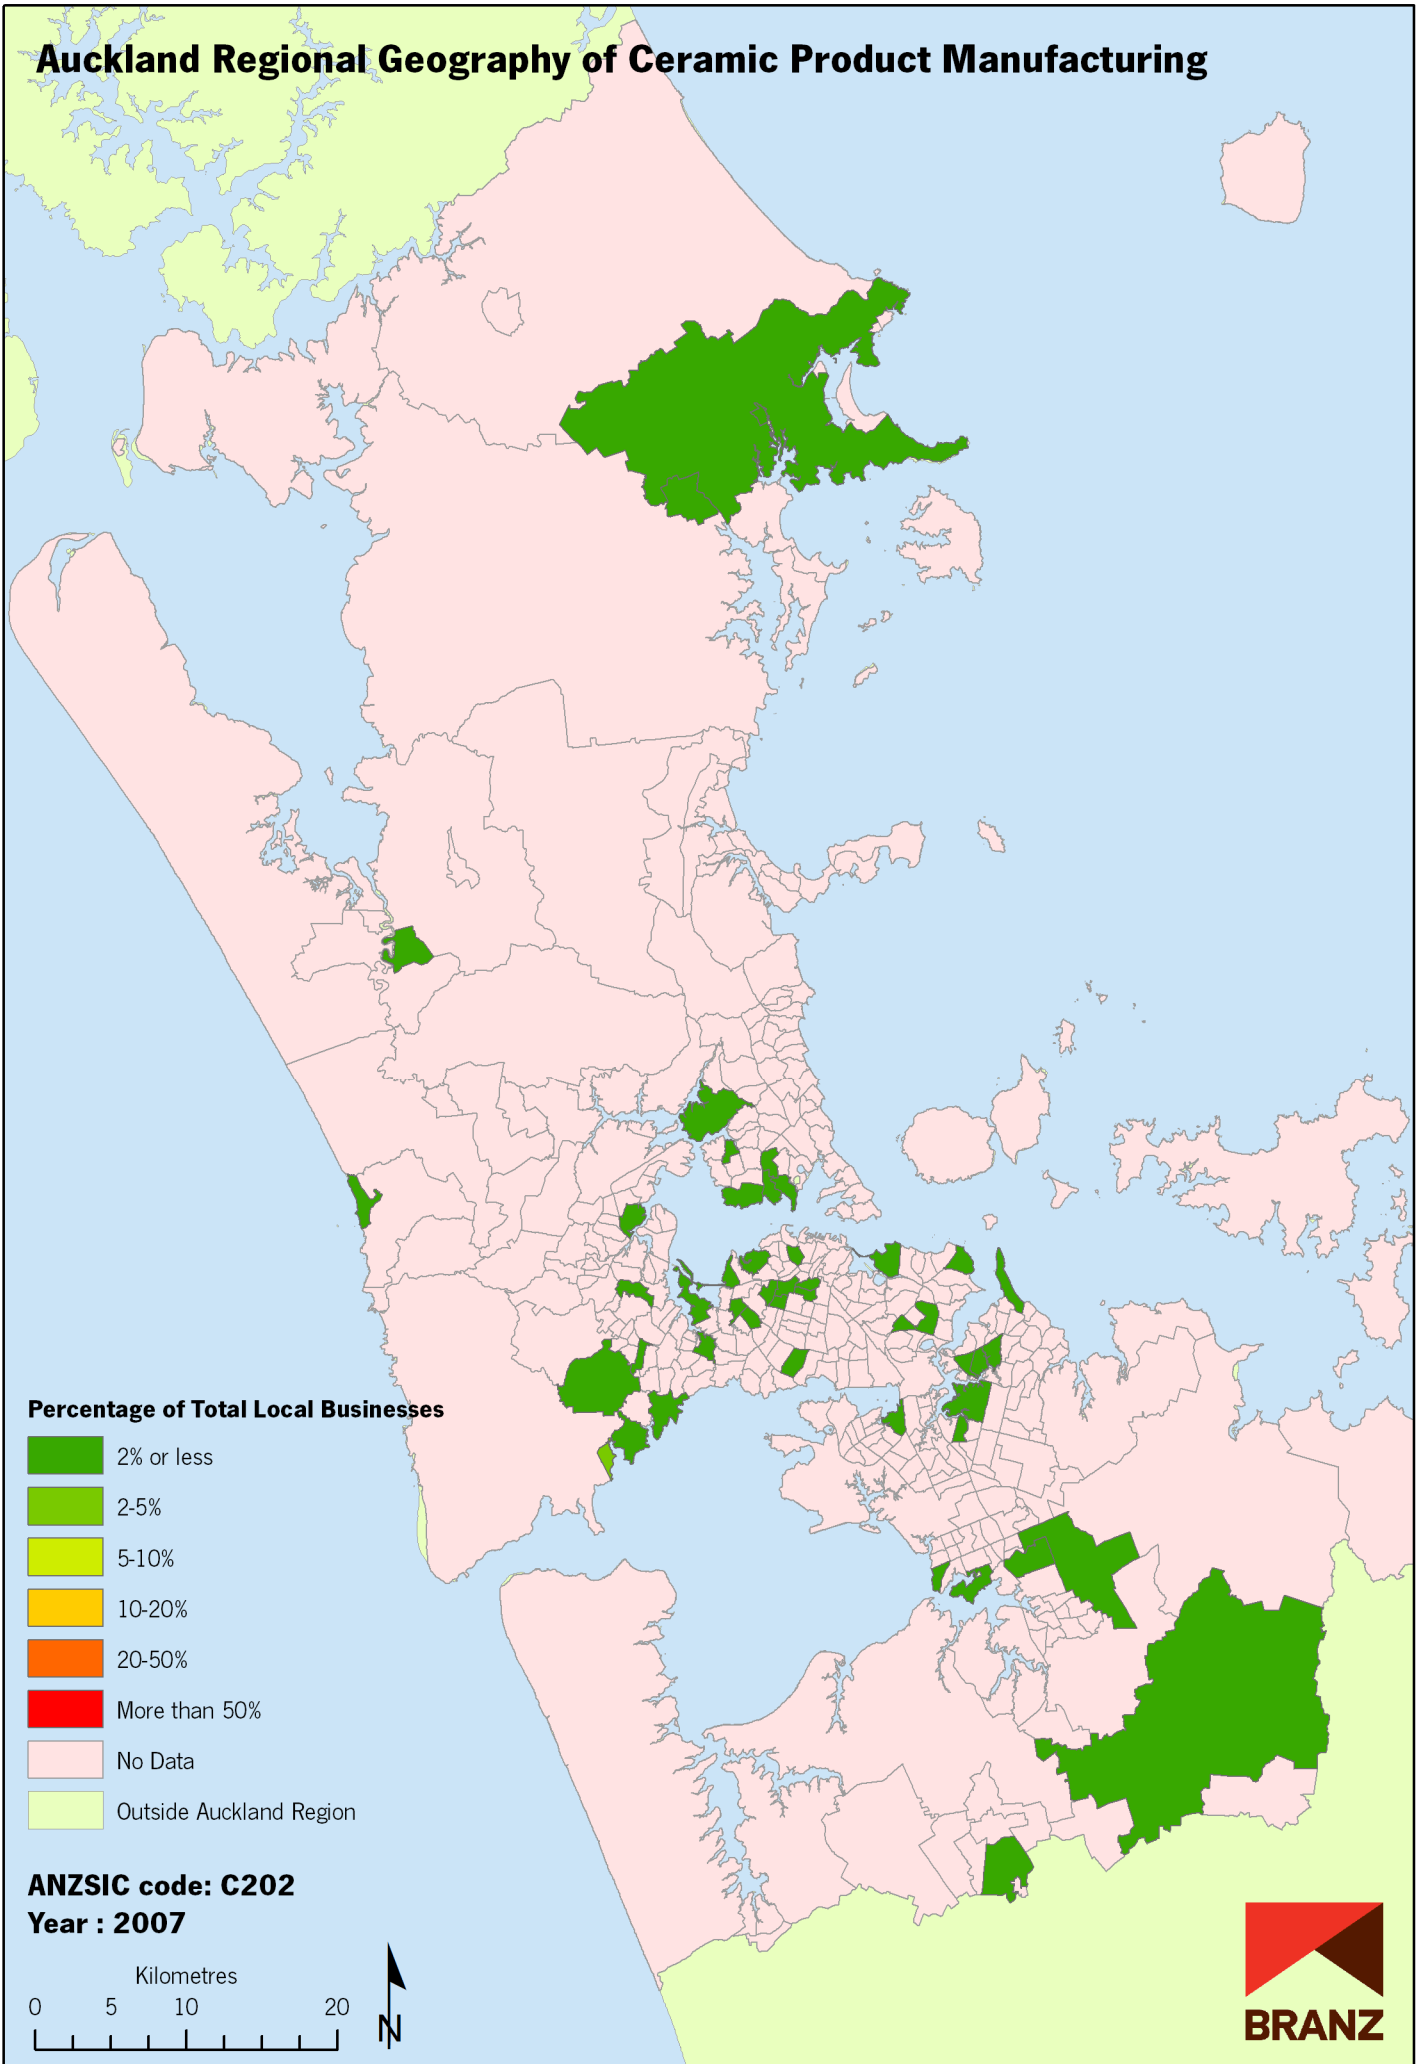 Auckland Regional Geography of Ceramic Product Manufacturing
Percentage of Total Local Businesses
2% or less
2-5%
5-10%
10-20%
20-50%
More than 50%
No Data
Outside Auckland Region
ANZSIC code: C202
Year : 2007
Kilometres
0 5 10 20
N
BRANZ